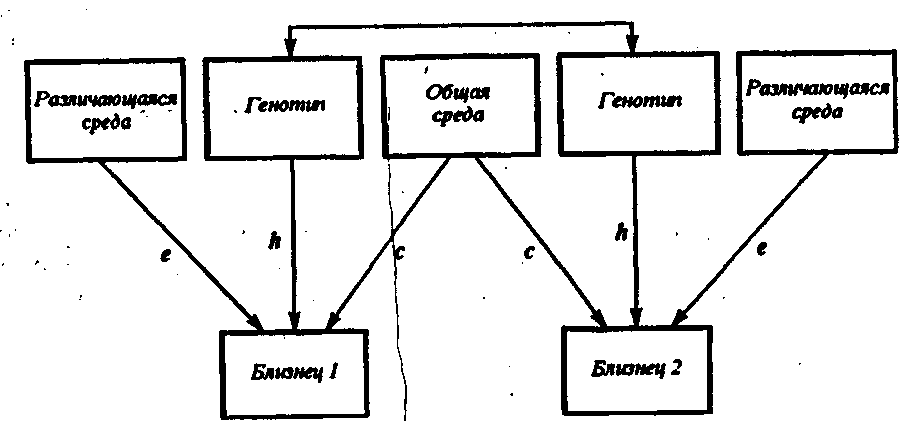 Различающаяся
среда
Генотип
Общая
среда
Генотип
Различающаяся
среда
e
h
c
c
h
e
Близнец 1
Близнец 2